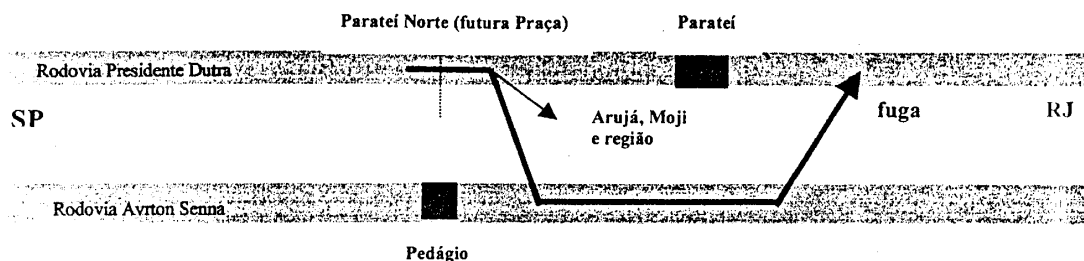 Parateí Norte (futura Praça)
Parateí
Rodovia Presidente Dutra
SP
Arujá, Moji
e região
fuga
RJ
Rodovia Ayrton Senna
Pedágio